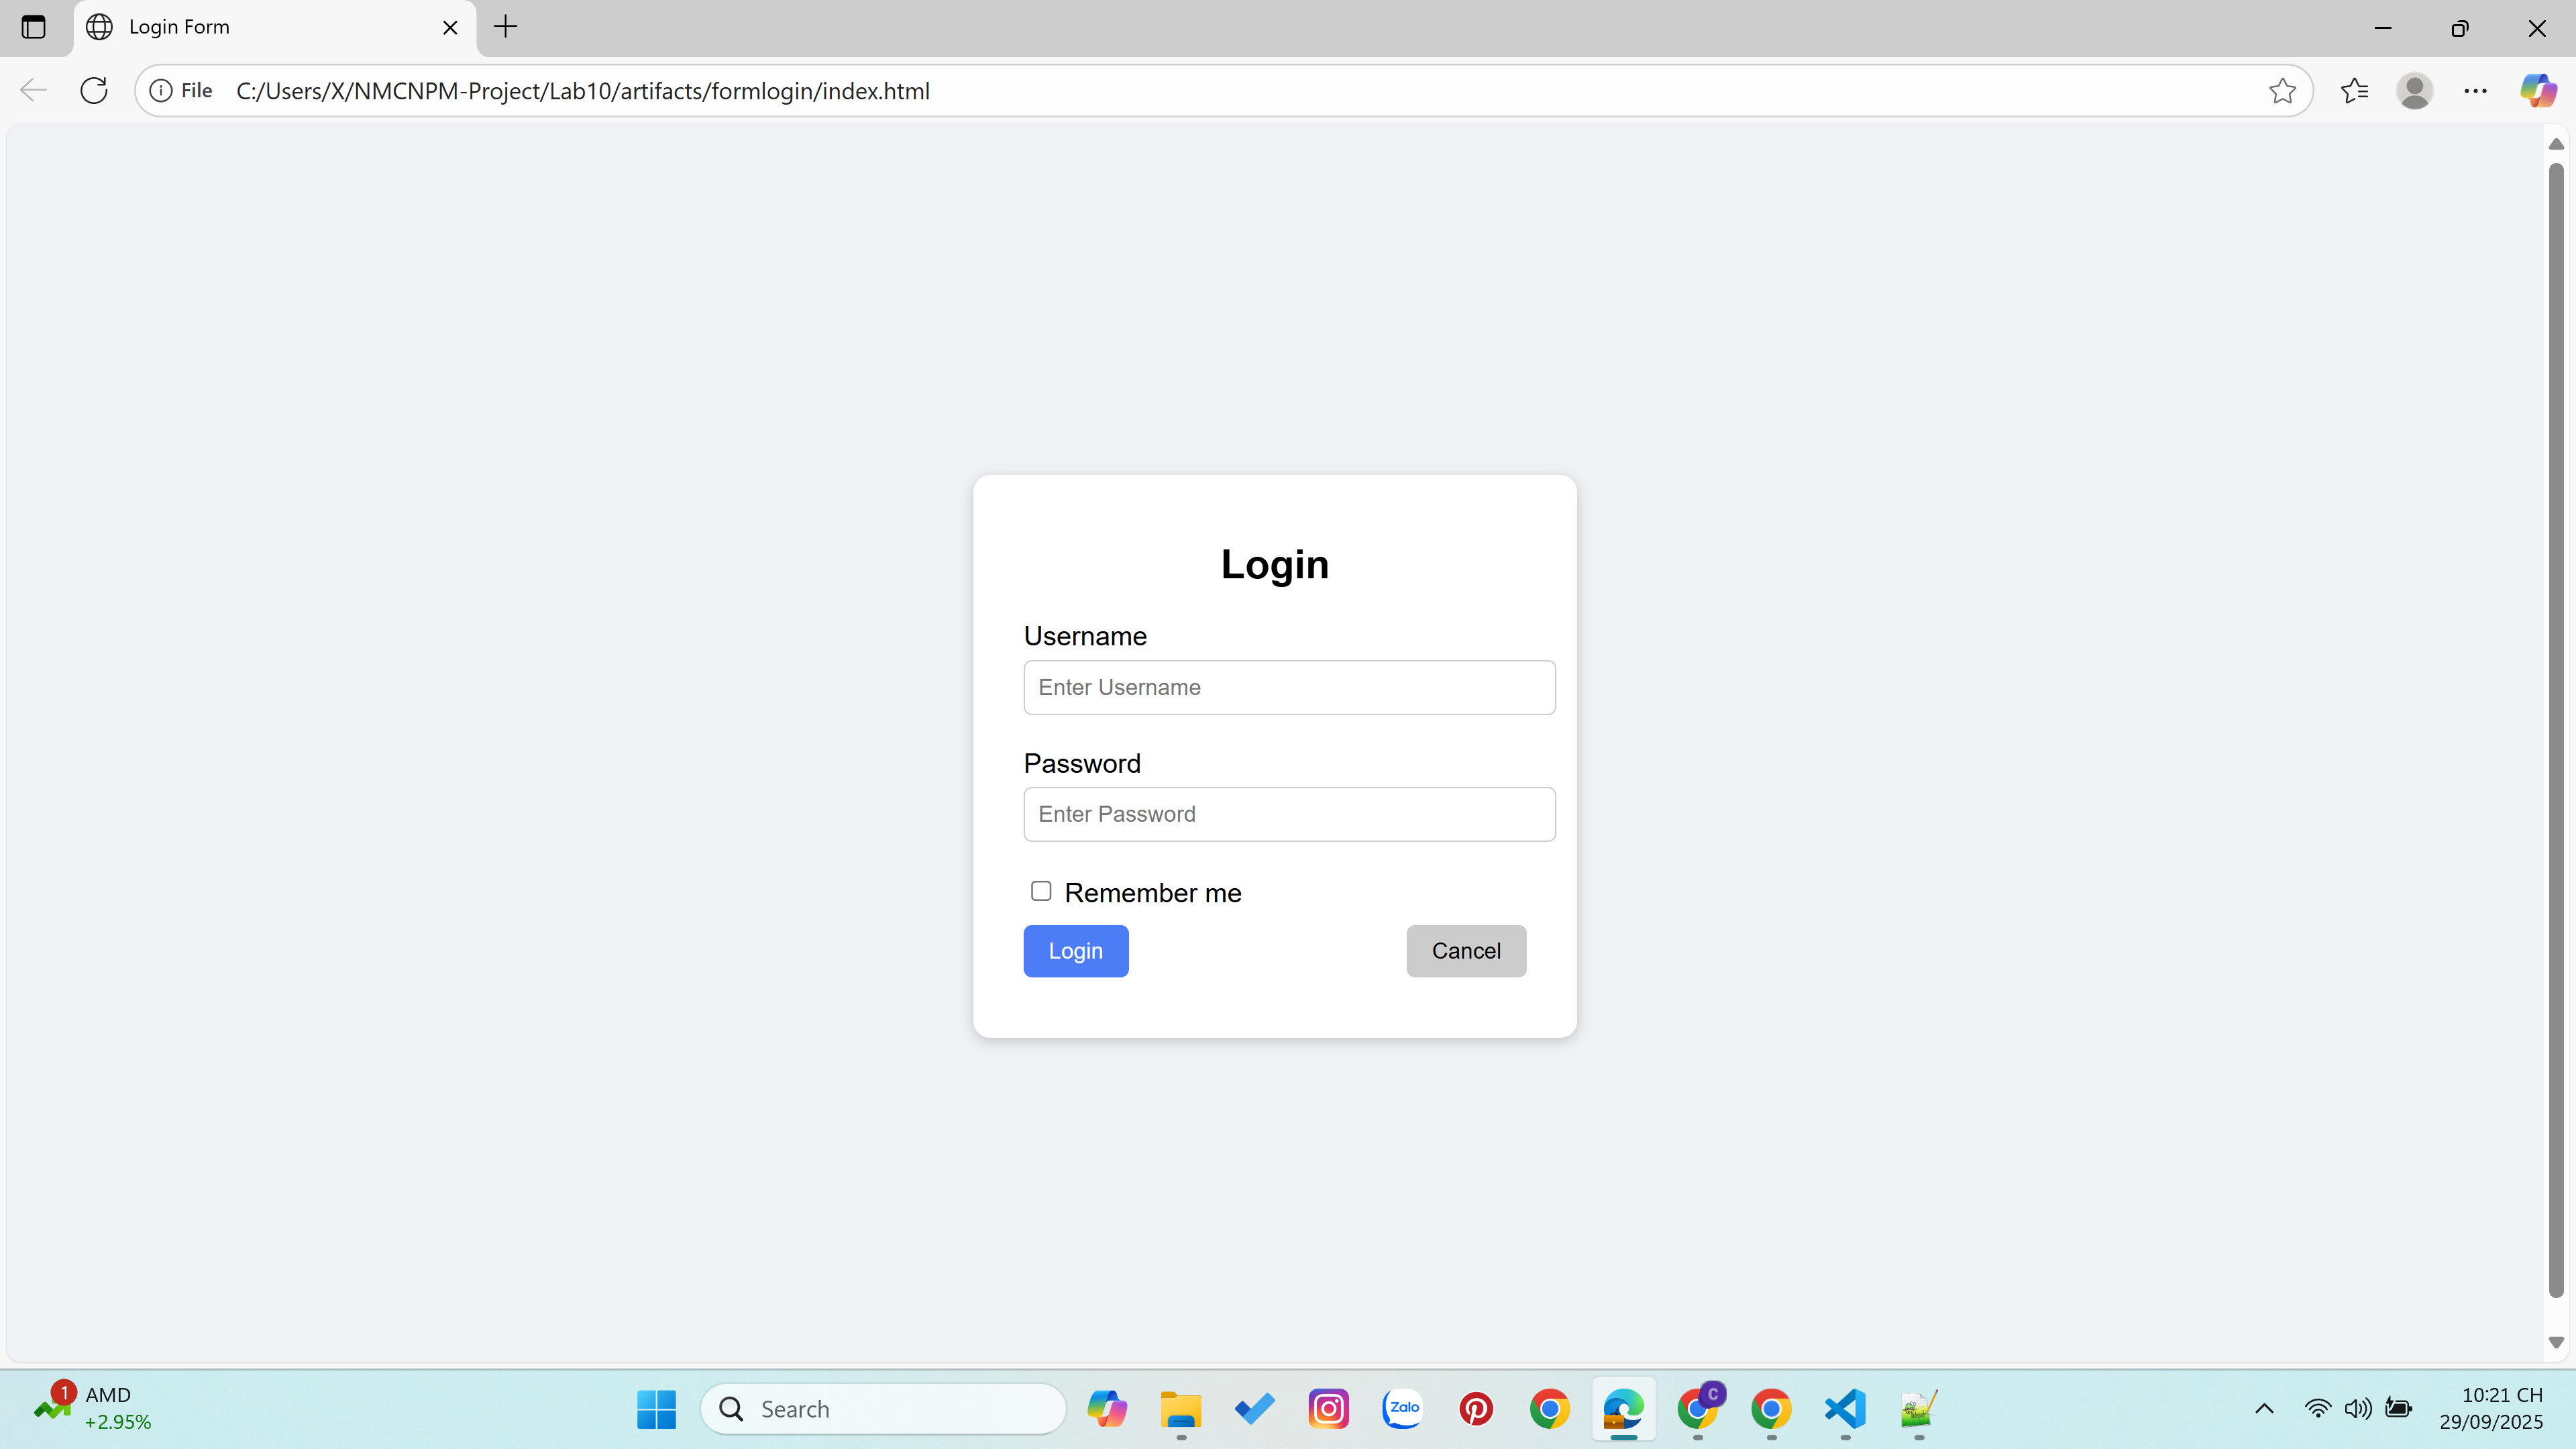 Login Form
File C:/Users/X/NMCNPM-Project/Lab10/artifacts/formlogin/index.html
Login
Username
Enter Username
Password
Enter Password
Remember me
Login Cancel
1 AMD
+2.95%
Search
Zalo
C
10:21 CH
29/09/2025